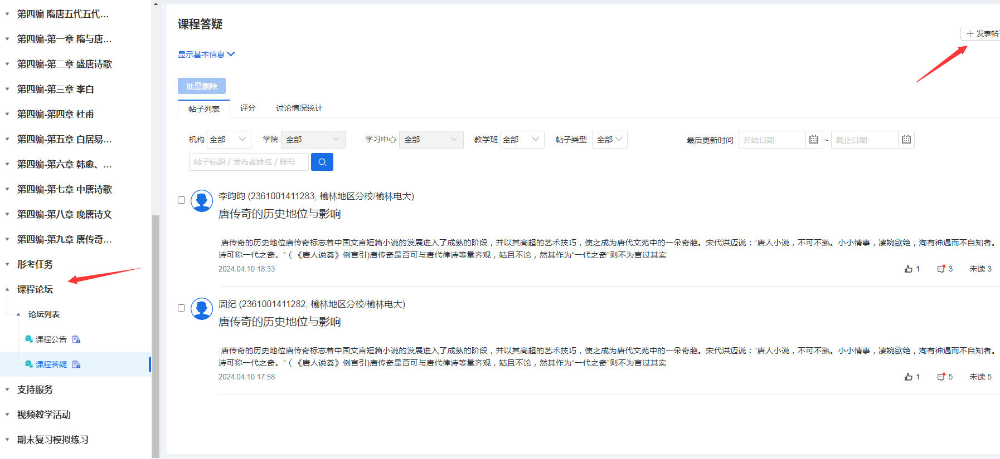 第四编 隋唐五代五代...
第四编-第一章 隋与唐...
第四编-第二章 盛唐诗歌
第四编-第三章 李白
第四编-第四章 杜甫
第四编-第五章 白居易...
第四编-第六章 韩愈、...
第四编-第七章 中唐诗歌
第四编-第八章 晚唐诗文
第四编-第九章 唐传奇...
形考任务
课程论坛
论坛列表
课程公告
课程答疑
支持服务
视频教学活动
期末复习模拟练习
课程答疑
发表帖子
显示基本信息
批量删除
帖子列表 评分 讨论情况统计
机构 全部 学院 全部 学习中心 全部 教学班 全部 帖子类型 全部 最后更新时间 开始日期 ~ 截止日期
帖子标题 / 发布者姓名 / 账号
李昀昀 (2361001411283, 榆林地区分校/榆林电大)
唐传奇的历史地位与影响
唐传奇的历史地位唐传奇标志着中国文言短篇小说的发展进入了成熟的阶段，并以其高超的艺术技巧，使之成为唐代文苑中的一朵奇葩。宋代洪迈说：“唐人小说，不可不熟。小小情事，凄婉欲绝，洵有神遇而不自知者。
诗可称一代之奇。”（《唐人说荟》例言引)唐传奇是否可与唐代律诗等量齐观，姑且不论，然其作为“一代之奇”则不为言过其实
2024.04.10 18:33
1 3 未读 3
周纪 (2361001411282, 榆林地区分校/榆林电大)
唐传奇的历史地位与影响
唐传奇的历史地位唐传奇标志着中国文言短篇小说的发展进入了成熟的阶段，并以其高超的艺术技巧，使之成为唐代文苑中的一朵奇葩。宋代洪迈说：“唐人小说，不可不熟。小小情事，凄婉欲绝，洵有神遇而不自知者。
诗可称一代之奇。”（《唐人说荟》例言引)唐传奇是否可与唐代律诗等量齐观，姑且不论，然其作为“一代之奇”则不为言过其实
2024.04.10 17:58
1 5 未读 5